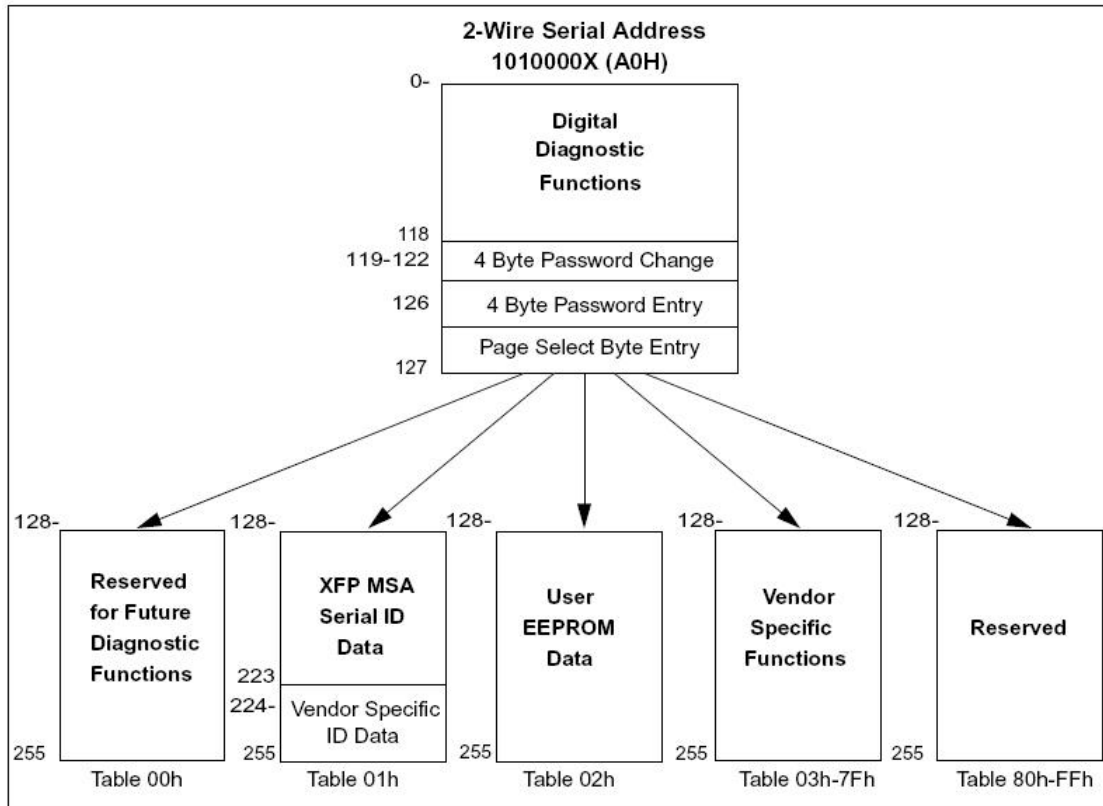 2-Wire Serial Address
1010000X (A0H)
0-
Digital
Diagnostic
Functions
118
119-122
4 Byte Password Change
126
4 Byte Password Entry
Page Select Byte Entry
127
128-
Reserved
for Future
Diagnostic
Functions
255
Table 00h
128-
XFP MSA
Serial ID
Data
223
224-
Vendor Specific
ID Data
255
Table 01h
128-
User
EEPROM
Data
255
Table 02h
128-
Vendor
Specific
Functions
255
Table 03h-7Fh
128-
Reserved
255
Table 80h-FFh